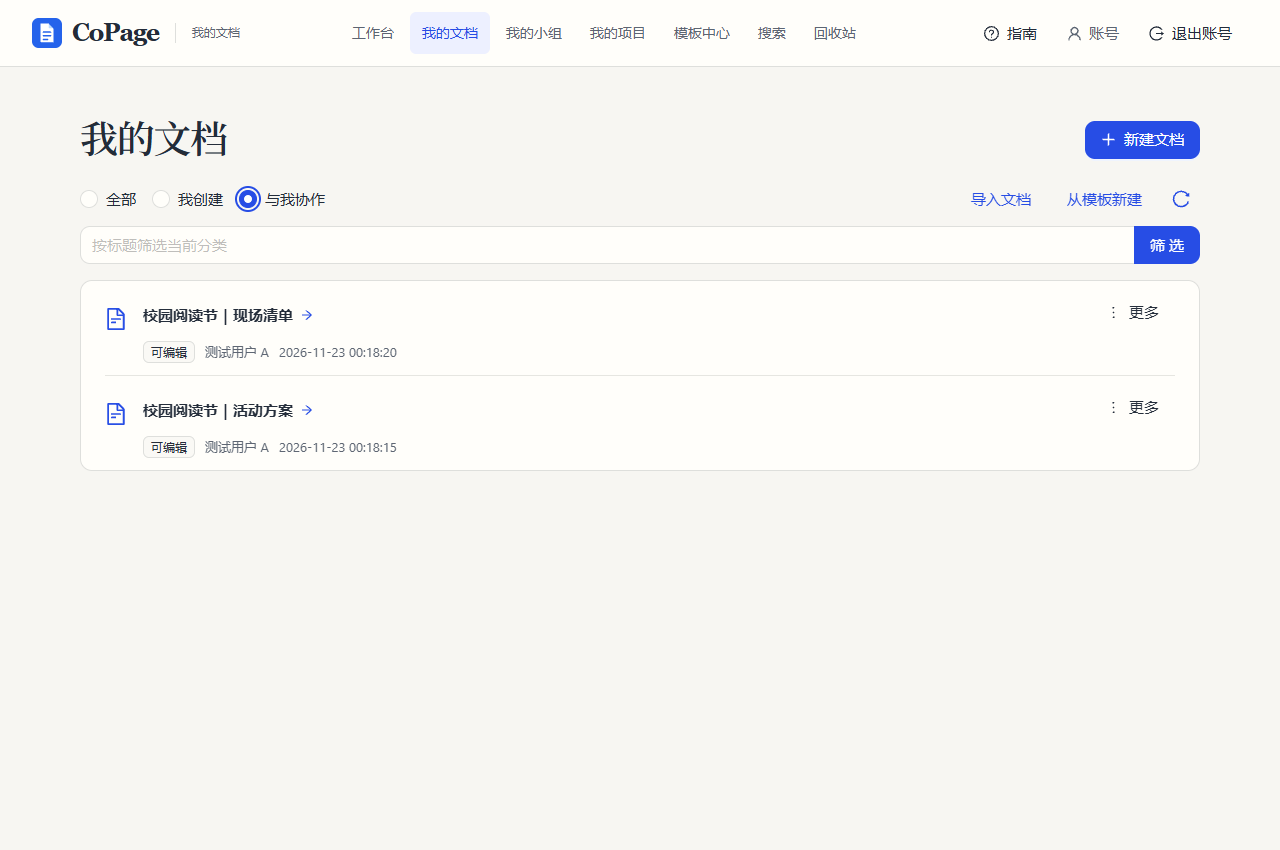 CoPage 我的文档 工作台 我的文档 我的小组 我的项目 模板中心 搜索 回收站 指南 账号 退出账号
我的文档 新建文档
全部 我创建 与我协作 导入文档 从模板新建
按标题筛选当前分类 筛 选
校园阅读节 | 现场清单 更多
可编辑 测试用户 A 2026-11-23 00:18:20
校园阅读节 | 活动方案 更多
可编辑 测试用户 A 2026-11-23 00:18:15